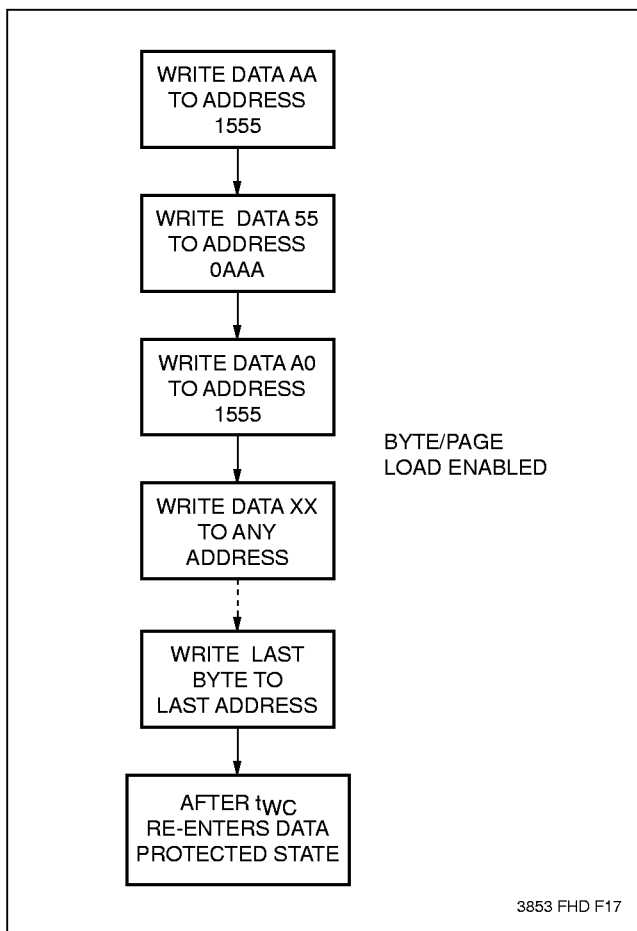 WRITE DATA AA
TO ADDRESS
1555
WRITE DATA 55
TO ADDRESS
0AAA
WRITE DATA A0
TO ADDRESS
1555
BYTE/PAGE
LOAD ENABLED
WRITE DATA XX
TO ANY
ADDRESS
WRITE LAST
BYTE TO
LAST ADDRESS
AFTER tWC
RE-ENTERS DATA
PROTECTED STATE
3853 FHD F17